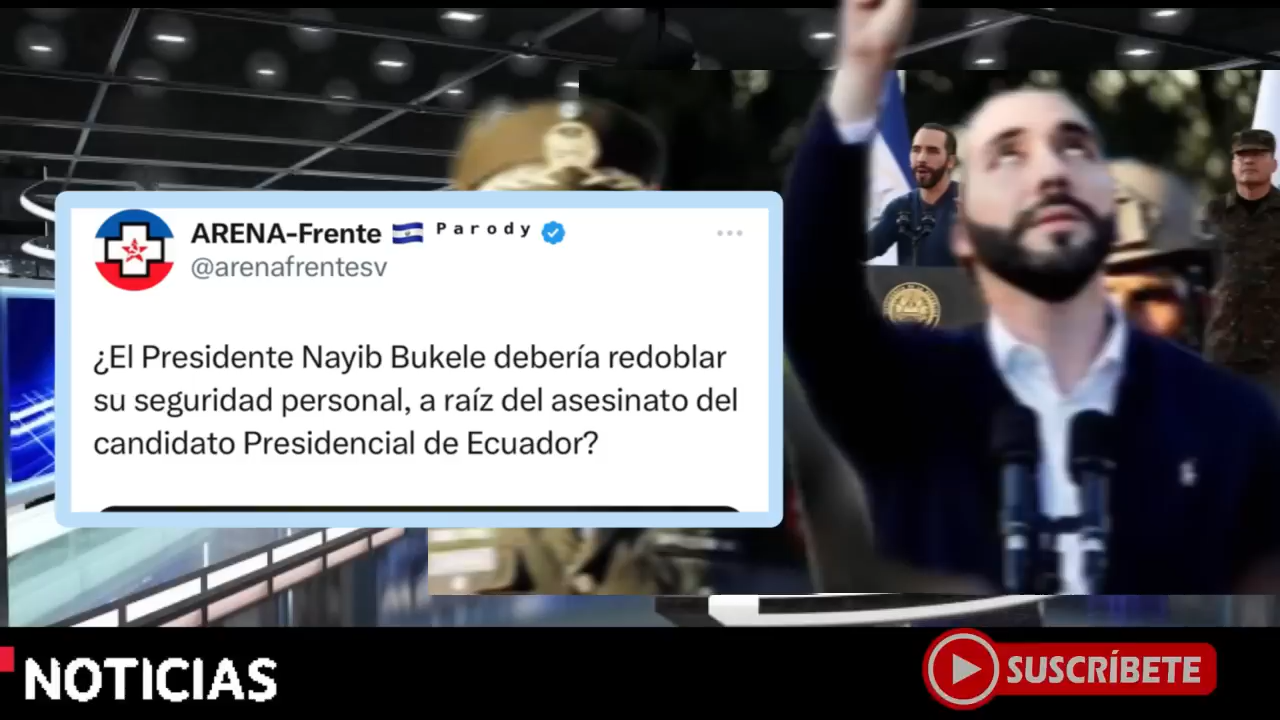 ARENA-Frente 🇸🇻 Parody
@arenafrentesv
¿El Presidente Nayib Bukele debería redoblar
su seguridad personal, a raíz del asesinato del
candidato Presidencial de Ecuador?
NOTICIAS
SUSCRÍBETE